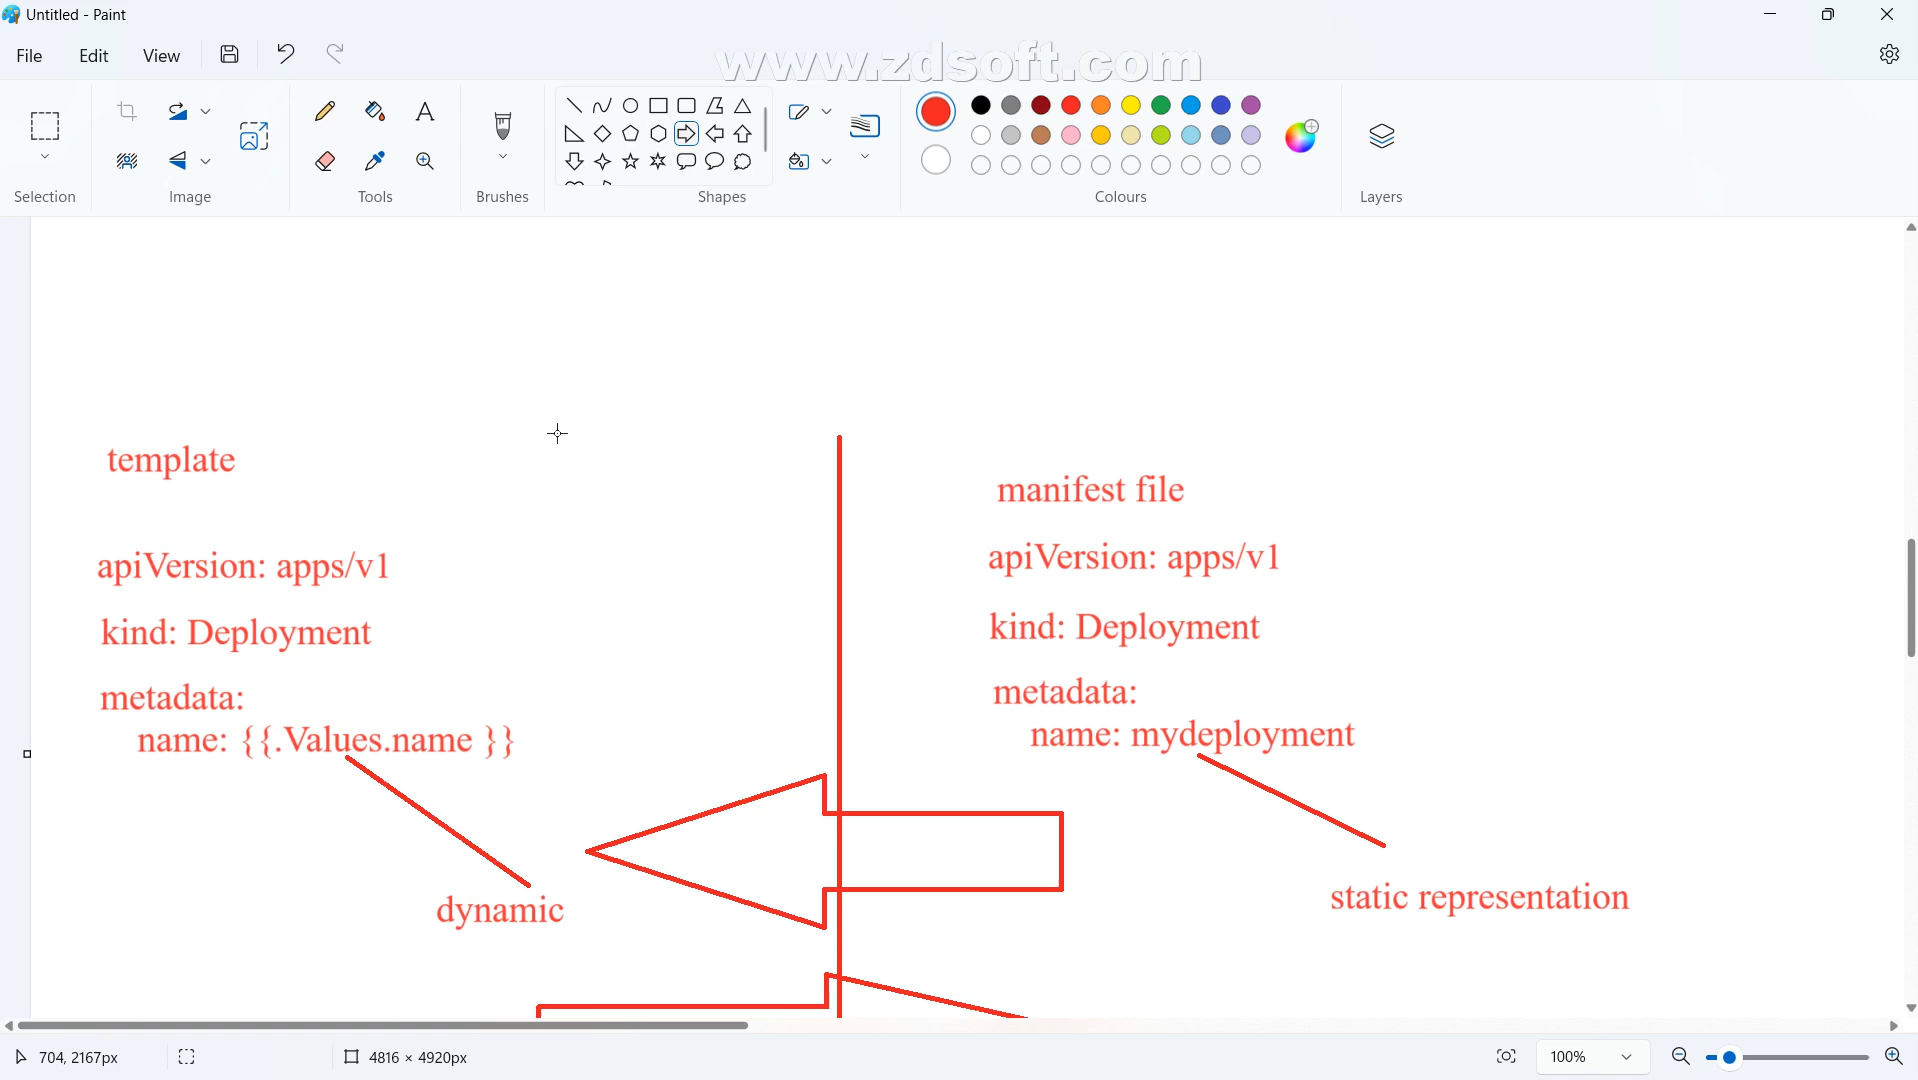 Untitled - Paint
File Edit View
www.zdsoft.com
Selection Image Tools Brushes Shapes Colours Layers
template
apiVersion: apps/v1
kind: Deployment
metadata:
name: {{.Values.name }}
dynamic
manifest file
apiVersion: apps/v1
kind: Deployment
metadata:
name: mydeployment
static representation
704, 2167px
4816 × 4920px
100%